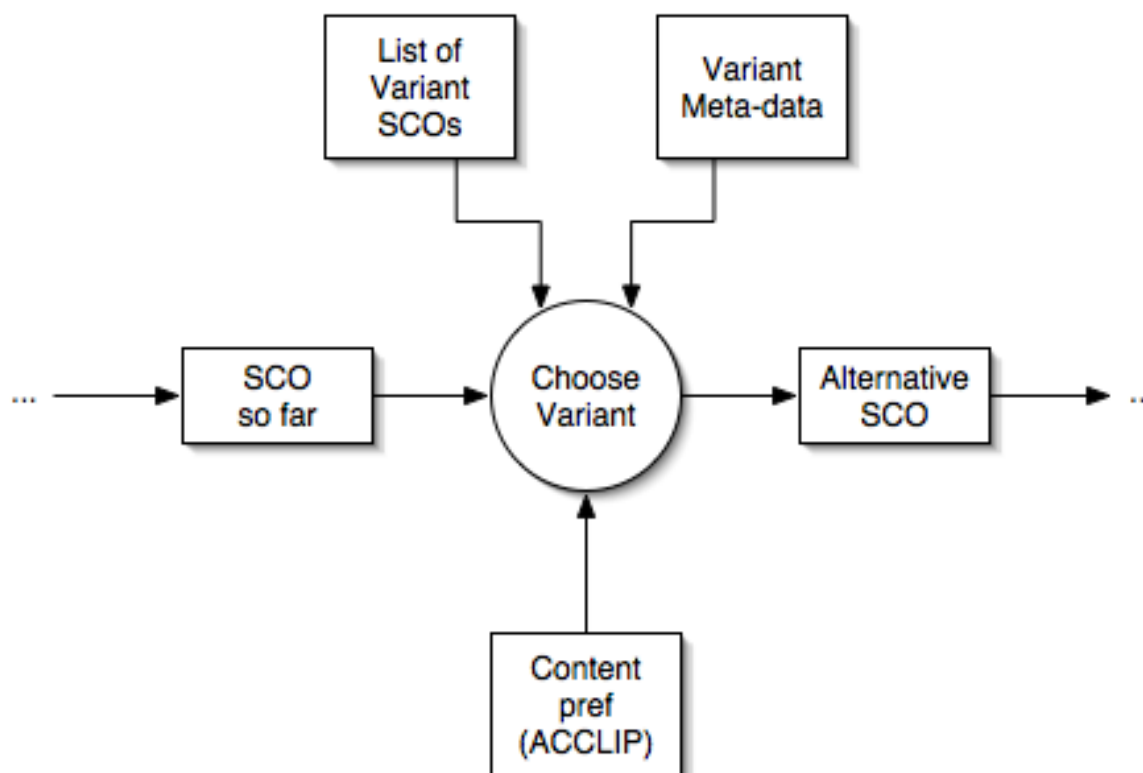 List of
Variant
SCOs
Variant
Meta-data
...
SCO
so far
Choose
Variant
Alternative
SCO
..
Content
pref
(ACCLIP)